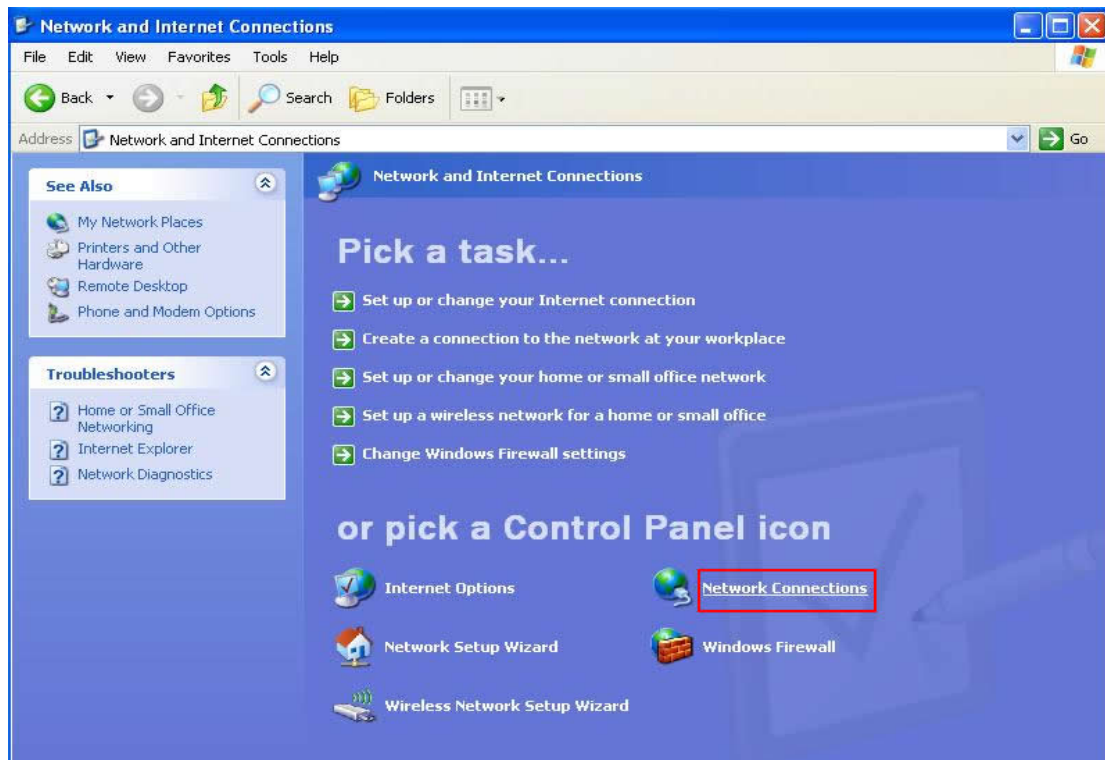 Network and Internet Connections
File Edit View Favorites Tools Help
Back Search Folders
Address Network and Internet Connections Go
See Also
My Network Places
Printers and Other
Hardware
Remote Desktop
Phone and Modem Options
Troubleshooters
Home or Small Office
Networking
Internet Explorer
Network Diagnostics
Network and Internet Connections
Pick a task...
Set up or change your Internet connection
Create a connection to the network at your workplace
Set up or change your home or small office network
Set up a wireless network for a home or small office
Change Windows Firewall settings
or pick a Control Panel icon
Internet Options Network Connections
Network Setup Wizard Windows Firewall
Wireless Network Setup Wizard